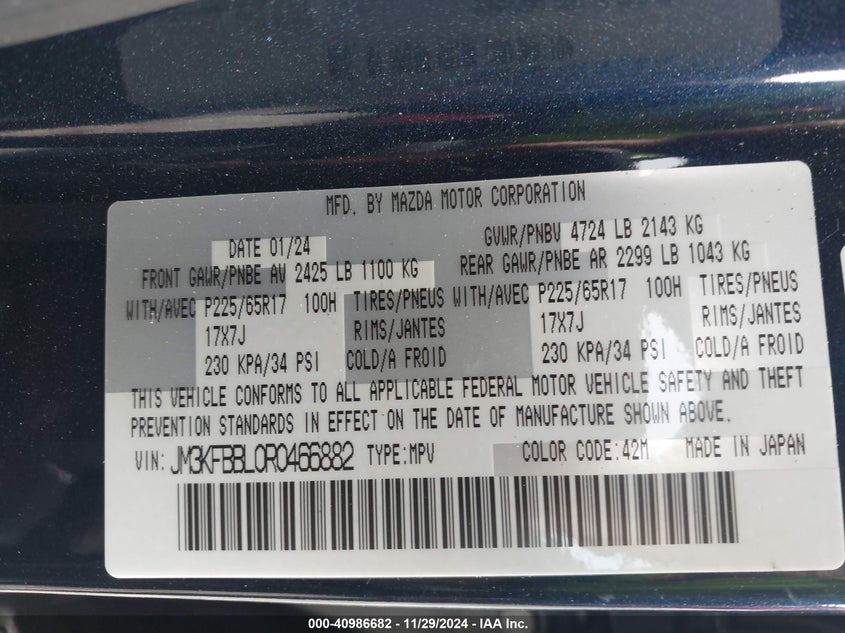 MFD. BY MAZDA MOTOR CORPORATION
DATE 01/24 GVWR/PNBV 4724 LB 2143 KG
FRONT GAWR/PNBE AV 2425 LB 1100 KG REAR GAWR/PNBE AR 2299 LB 1043 KG
WITH/AVEC P225/65R17 100H TIRES/PNEUS WITH/AVEC P225/65R17 100H TIRES/PNEUS
17X7J RIMS/JANTES 17X7J RIMS/JANTES
230 KPA/34 PSI COLD/A FROID 230 KPA/34 PSI COLD/A FROID
THIS VEHICLE CONFORMS TO ALL APPLICABLE FEDERAL MOTOR VEHICLE SAFETY AND THEFT
PREVENTION STANDARDS IN EFFECT ON THE DATE OF MANUFACTURE SHOWN ABOVE.
VIN: JM3KFBBL0R0466882 TYPE:MPV COLOR CODE:42M MADE IN JAPAN
000-40986682 - 11/29/2024 - IAA Inc.